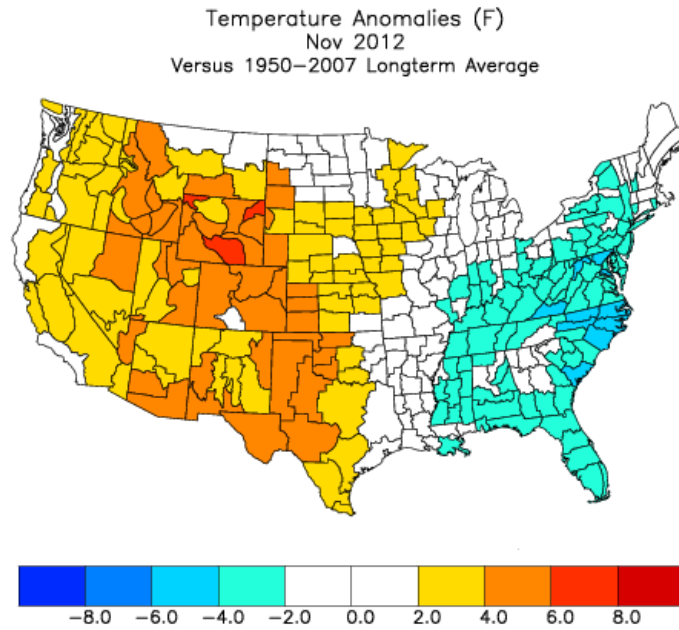 Temperature Anomalies (F)
Nov 2012
Versus 1950-2007 Longterm Average
-8.0 -6.0 -4.0 -2.0 0.0 2.0 4.0 6.0 8.0